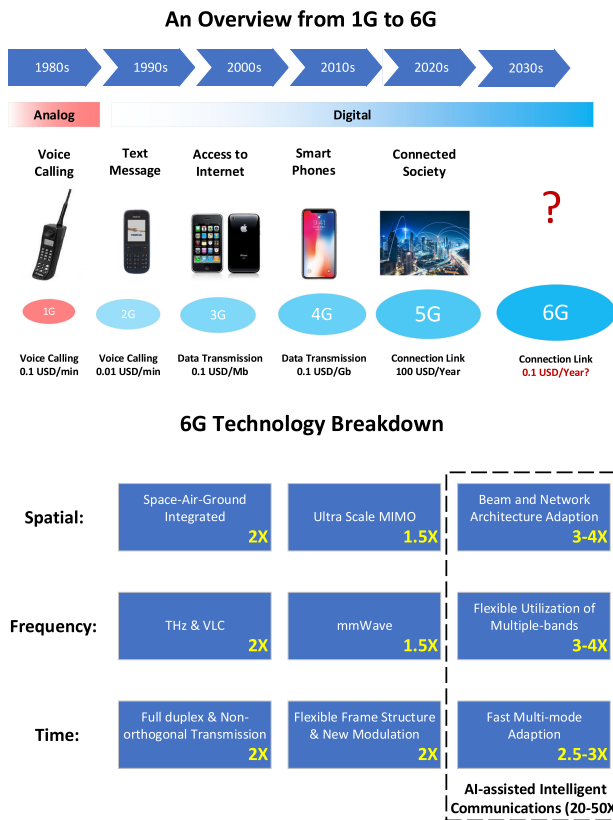 An Overview from 1G to 6G
1980s 1990s 2000s 2010s 2020s 2030s
Analog Digital
Voice Calling
Text Message
Access to Internet
Smart Phones
Connected Society
?
1G 2G 3G 4G 5G 6G
Voice Calling
0.1 USD/min
Voice Calling
0.01 USD/min
Data Transmission
0.1 USD/Mb
Data Transmission
0.1 USD/Gb
Connection Link
100 USD/Year
Connection Link
0.1 USD/Year?
6G Technology Breakdown
Spatial:
Space-Air-Ground
Integrated
2X
Ultra Scale MIMO
1.5X
Beam and Network
Architecture Adaption
3-4X
Frequency:
THz & VLC
2X
mmWave
1.5X
Flexible Utilization of
Multiple-bands
3-4X
Time:
Full duplex & Non-
orthogonal Transmission
2X
Flexible Frame Structure
& New Modulation
2X
Fast Multi-mode
Adaption
2.5-3X
AI-assisted Intelligent
Communications (20-50X